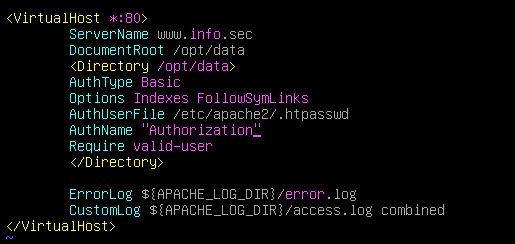 <VirtualHost *:80>
        ServerName www.info.sec
        DocumentRoot /opt/data
        <Directory /opt/data>
        AuthType Basic
        Options Indexes FollowSymLinks
        AuthUserFile /etc/apache2/.htpasswd
        AuthName "Authorization"
        Require valid-user
        </Directory>

        ErrorLog ${APACHE_LOG_DIR}/error.log
        CustomLog ${APACHE_LOG_DIR}/access.log combined
</VirtualHost>
~